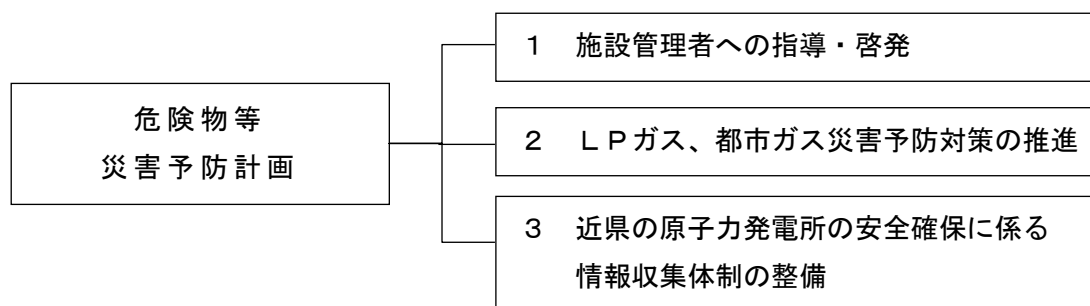 危険物等
災害予防計画
１　施設管理者への指導・啓発
２　ＬＰガス、都市ガス災害予防対策の推進
３　近県の原子力発電所の安全確保に係る
情報収集体制の整備